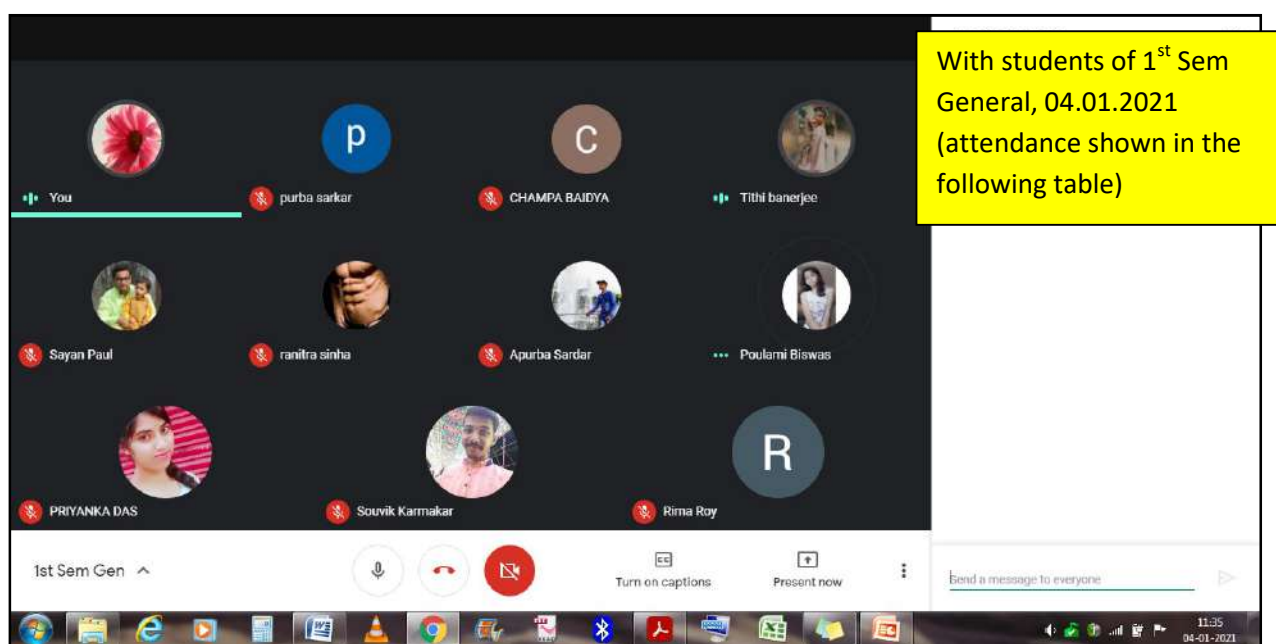 With students of 1st Sem
General, 04.01.2021
(attendance shown in the
following table)
p
C
You
purba sarkar
CHAMPA BAIDYA
Tithi banerjee
Sayan Paul
ranitra sinha
Apurba Sardar
Poulami Biswas
R
PRIYANKA DAS
Souvik Karmakar
Rima Roy
1st Sem Gen
CC
Turn on captions
Present now
Send a message to everyone
11:35
04-01-2021